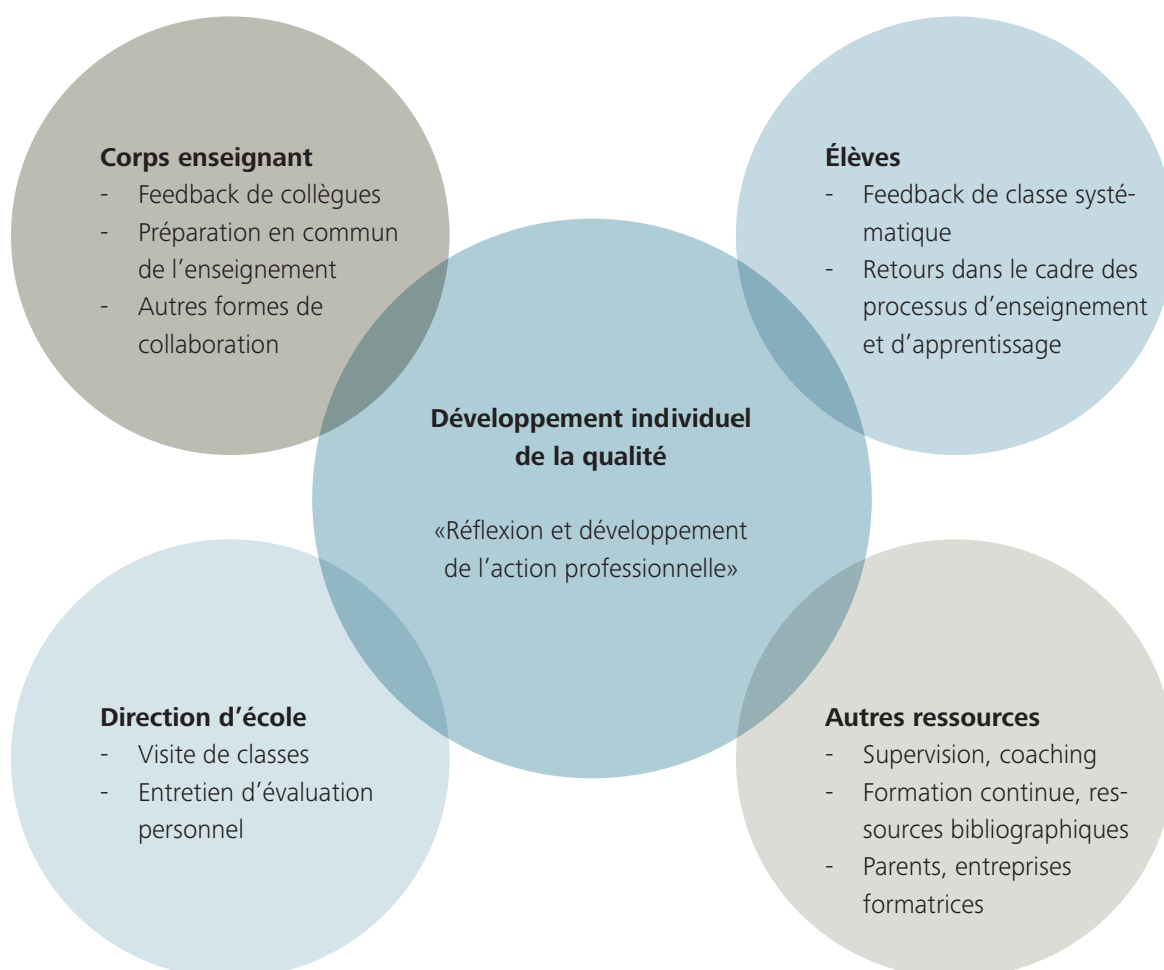 Corps enseignant
- Feedback de collègues
- Préparation en commun
de l’enseignement
- Autres formes de
collaboration
Élèves
- Feedback de classe systé-
matique
- Retours dans le cadre des
processus d’enseignement
et d’apprentissage
Développement individuel
de la qualité
«Réflexion et développement
de l’action professionnelle»
Direction d’école
- Visite de classes
- Entretien d’évaluation
personnel
Autres ressources
- Supervision, coaching
- Formation continue, res-
sources bibliographiques
- Parents, entreprises
formatrices